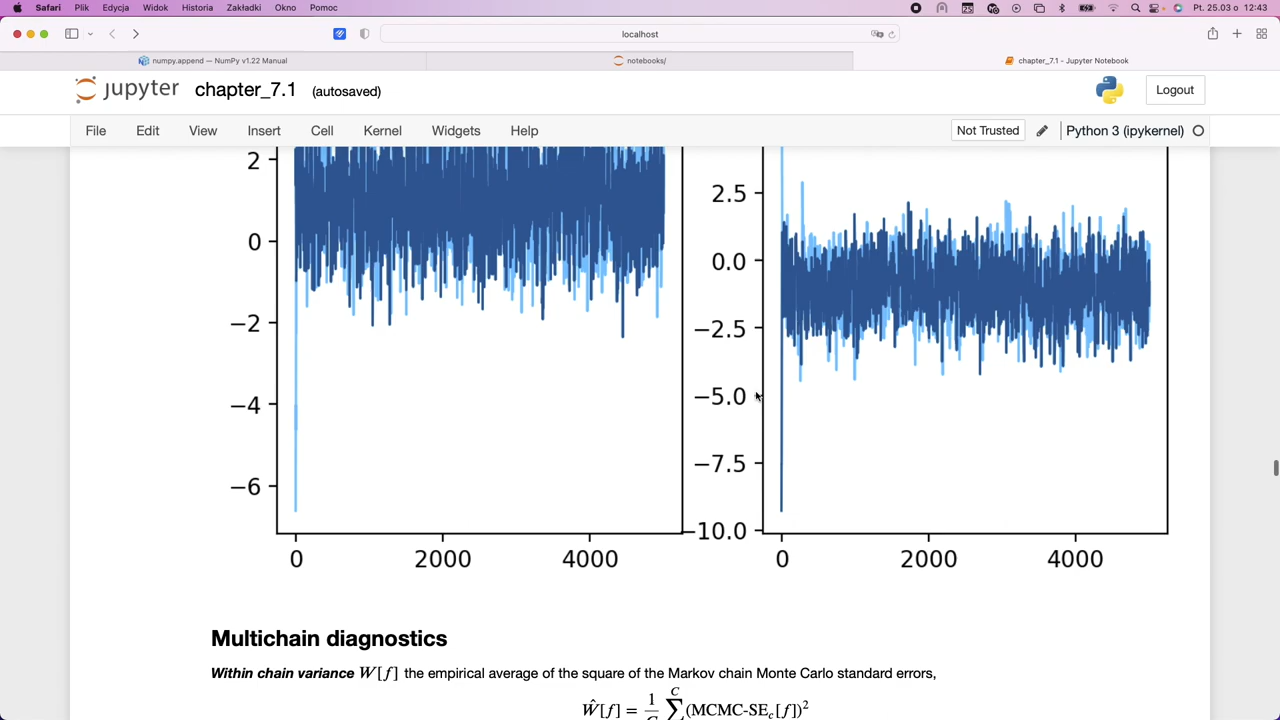 Safari Plik Edycja Widok Historia Zakładki Okno Pomoc Pt. 25.03 o 12:43
localhost
numpy.append — NumPy v1.22 Manual notebooks/ chapter_7.1 - Jupyter Notebook
jupyter chapter_7.1 (autosaved) Logout
File Edit View Insert Cell Kernel Widgets Help Not Trusted Python 3 (ipykernel)
2
0
−2
−4
−6
0 2000 4000
2.5
0.0
−2.5
−5.0
−7.5
−10.0
0 2000 4000
Multichain diagnostics
Within chain variance W[f] the empirical average of the square of the Markov chain Monte Carlo standard errors,
Ŵ[f] = 1 C ∑ (MCMC-SE_c[f])²